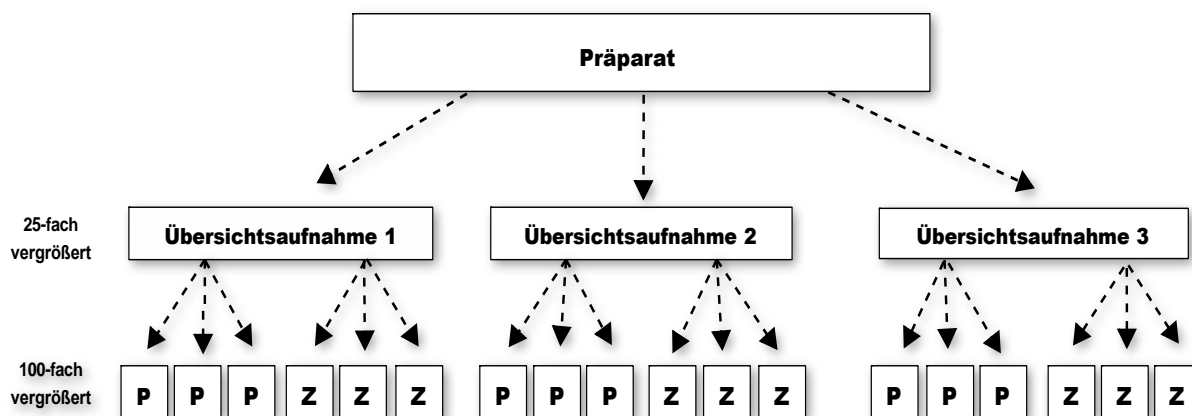 Präparat
25-fach
vergrößert
Übersichtsaufnahme 1
Übersichtsaufnahme 2
Übersichtsaufnahme 3
100-fach
vergrößert
P P P Z Z Z P P P Z Z Z P P P Z Z Z